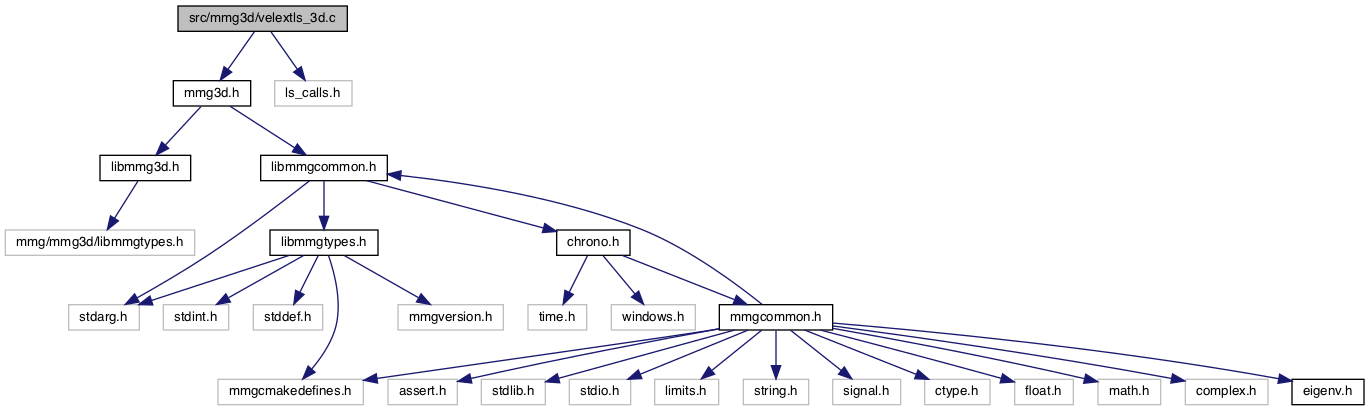 src/mmg3d/velextls_3d.c
mmg3d.h
ls_calls.h
libmmg3d.h
libmmgcommon.h
mmg/mmg3d/libmmgtypes.h
libmmgtypes.h
chrono.h
stdarg.h
stdint.h
stddef.h
mmgversion.h
time.h
windows.h
mmgcommon.h
mmgcmakedefines.h
assert.h
stdlib.h
stdio.h
limits.h
string.h
signal.h
ctype.h
float.h
math.h
complex.h
eigenv.h